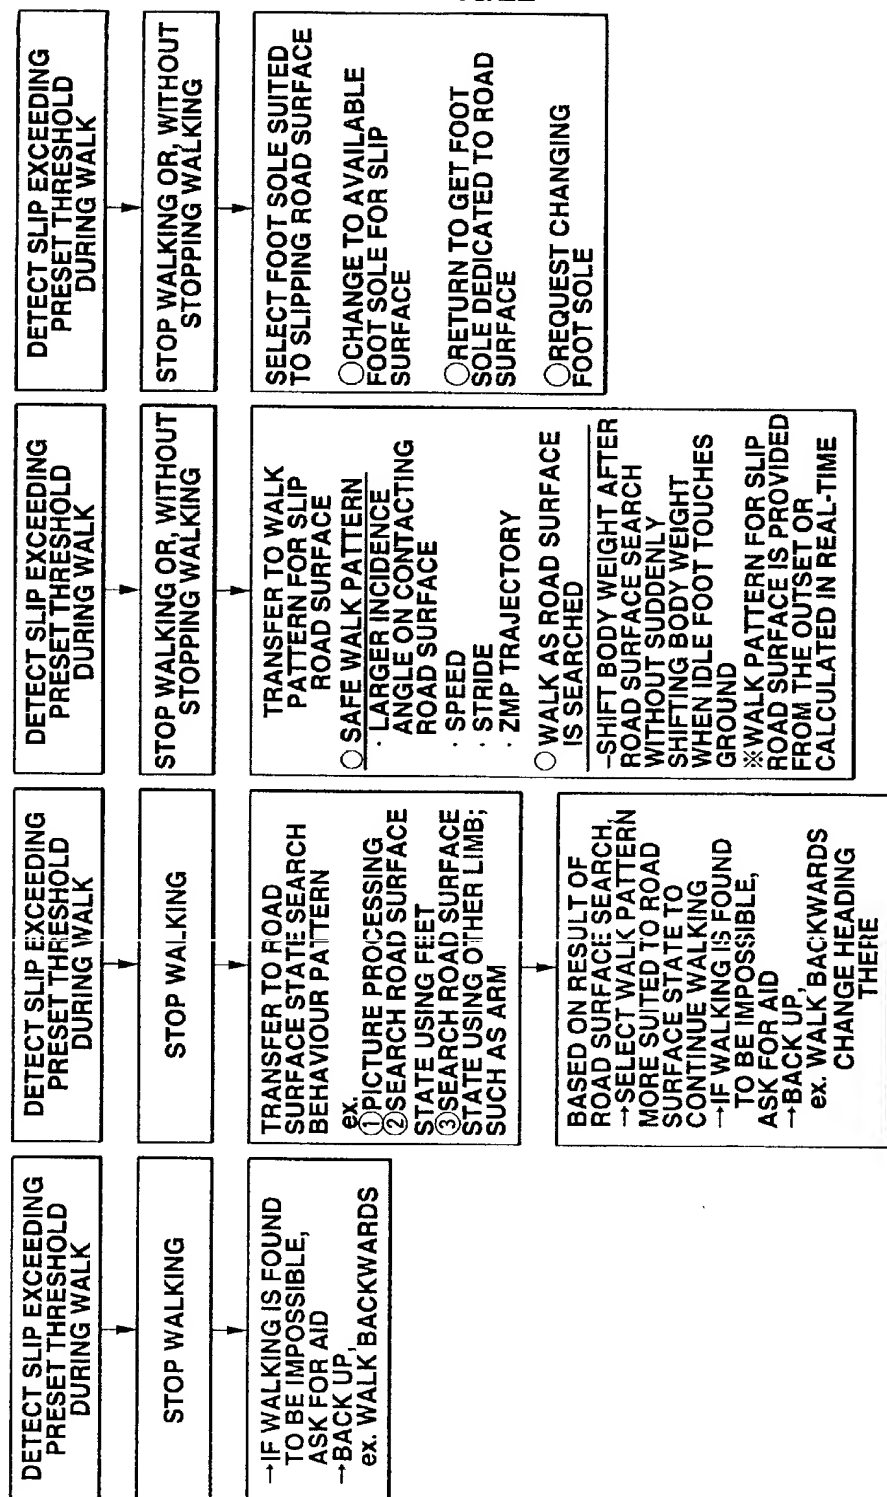 DETECT SLIP EXCEEDING
PRESET THRESHOLD
DURING WALK
STOP WALKING
→IF WALKING IS FOUND
TO BE IMPOSSIBLE,
ASK FOR AID
→BACK UP,
ex. WALK BACKWARDS
DETECT SLIP EXCEEDING
PRESET THRESHOLD
DURING WALK
STOP WALKING
TRANSFER TO ROAD
SURFACE STATE SEARCH
BEHAVIOUR PATTERN
ex.
①PICTURE PROCESSING
②SEARCH ROAD SURFACE
STATE USING FEET
③SEARCH ROAD SURFACE
STATE USING OTHER LIMB;
SUCH AS ARM
BASED ON RESULT OF
ROAD SURFACE SEARCH,
→SELECT WALK PATTERN
MORE SUITED TO ROAD
SURFACE STATE TO
CONTINUE WALKING
→IF WALKING IS FOUND
TO BE IMPOSSIBLE,
ASK FOR AID
→BACK UP,
ex. WALK BACKWARDS
CHANGE HEADING
THERE
DETECT SLIP EXCEEDING
PRESET THRESHOLD
DURING WALK
STOP WALKING OR, WITHOUT
STOPPING WALKING
TRANSFER TO WALK
PATTERN FOR SLIP
ROAD SURFACE
○ SAFE WALK PATTERN
· LARGER INCIDENCE
ANGLE ON CONTACTING
ROAD SURFACE
· SPEED
· STRIDE
· ZMP TRAJECTORY
○ WALK AS ROAD SURFACE
IS SEARCHED
-SHIFT BODY WEIGHT AFTER
ROAD SURFACE SEARCH
WITHOUT SUDDENLY
SHIFTING BODY WEIGHT
WHEN IDLE FOOT TOUCHES
GROUND
※WALK PATTERN FOR SLIP
ROAD SURFACE IS PROVIDED
FROM THE OUTSET OR
CALCULATED IN REAL-TIME
DETECT SLIP EXCEEDING
PRESET THRESHOLD
DURING WALK
STOP WALKING OR, WITHOUT
STOPPING WALKING
SELECT FOOT SOLE SUITED
TO SLIPPING ROAD SURFACE
○CHANGE TO AVAILABLE
FOOT SOLE FOR SLIP
SURFACE
○RETURN TO GET FOOT
SOLE DEDICATED TO ROAD
SURFACE
○REQUEST CHANGING
FOOT SOLE